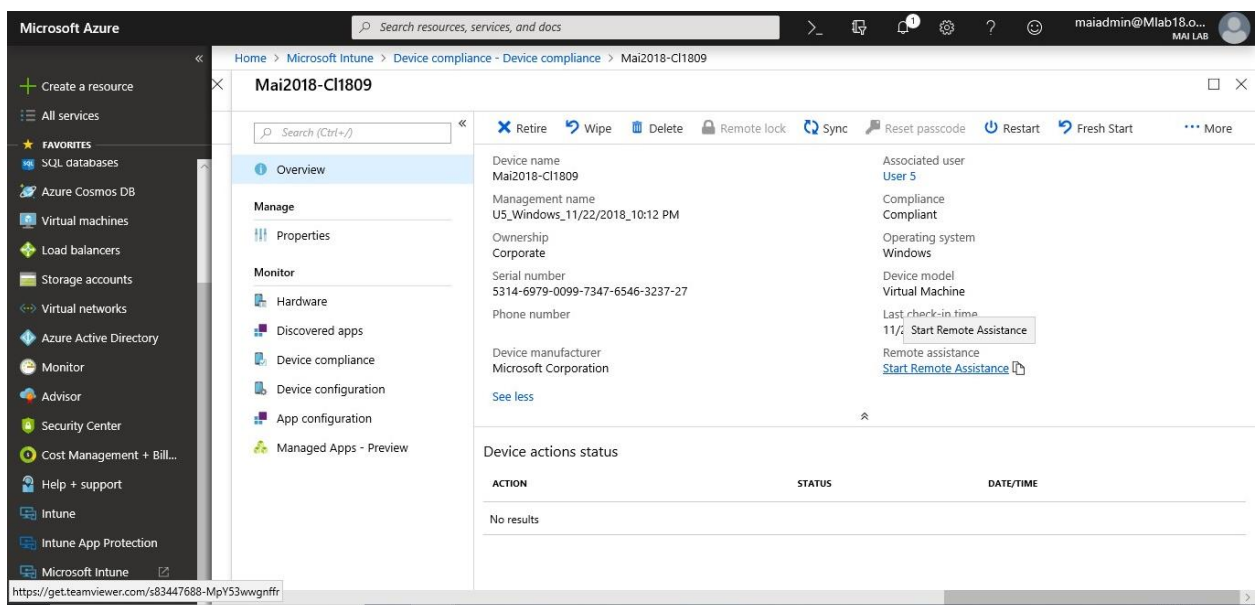 Microsoft Azure
Search resources, services, and docs
1
maiadmin@Mlab18.o...
MAI LAB
Home > Microsoft Intune > Device compliance - Device compliance > Mai2018-Cl1809
Create a resource
All services
FAVORITES
SQL databases
Azure Cosmos DB
Virtual machines
Load balancers
Storage accounts
Virtual networks
Azure Active Directory
Monitor
Advisor
Security Center
Cost Management + Bill...
Help + support
Intune
Intune App Protection
Microsoft Intune
https://get.teamviewer.com/s83447688-MpY53wwgnffr
Mai2018-Cl1809
Search (Ctrl+/)
Overview
Manage
Properties
Monitor
Hardware
Discovered apps
Device compliance
Device configuration
App configuration
Managed Apps - Preview
Retire Wipe Delete Remote lock Sync Reset passcode Restart Fresh Start More
Device name
Mai2018-Cl1809
Management name
U5_Windows_11/22/2018_10:12 PM
Ownership
Corporate
Serial number
5314-6979-0099-7347-6546-3237-27
Phone number
Device manufacturer
Microsoft Corporation
See less
Associated user
User 5
Compliance
Compliant
Operating system
Windows
Device model
Virtual Machine
Last check-in time
11/2
Start Remote Assistance
Remote assistance
Start Remote Assistance
Device actions status
ACTION STATUS DATE/TIME
No results